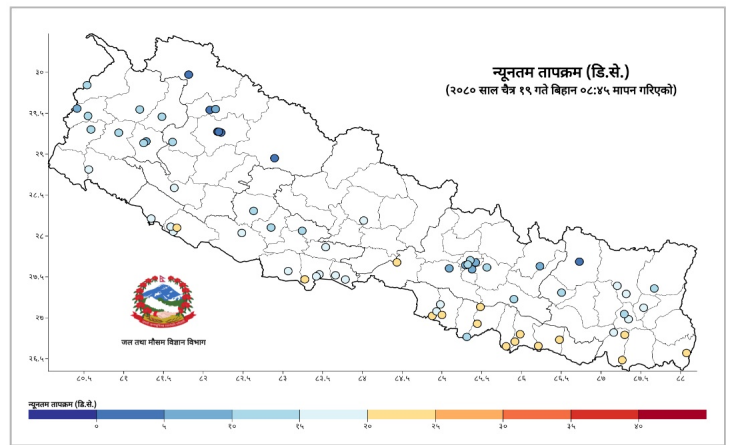 न्यूनतम तापक्रम (डि.से.)
(२०८० साल चैत्र १९ गते बिहान ०८:४५ मापन गरिएको)
३०
२९.५
२९
२८.५
२८
२७.५
२७
२६.५
जल तथा मौसम विज्ञान विभाग
८०.५ ८१ ८१.५ ८२ ८२.५ ८३ ८३.५ ८४ ८४.५ ८५ ८५.५ ८६ ८६.५ ८७ ८७.५ ८८
न्यूनतम तापक्रम (डि.से.)
० ५ १० १५ २० २५ ३० ३५ ४०